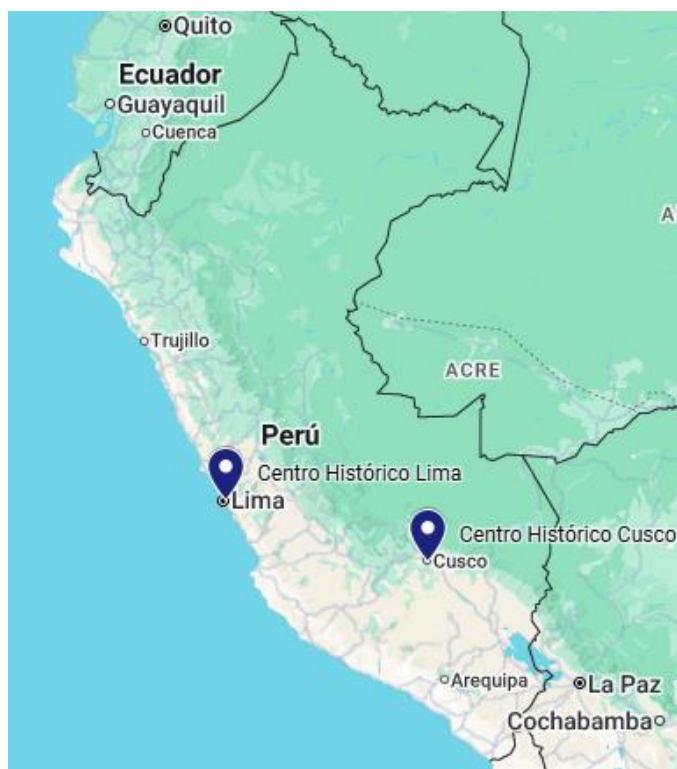 Quito
Ecuador
Guayaquil
Cuenca
A
Trujillo
ACRE
Perú
Centro Histórico Lima
Lima
Centro Histórico Cusco
Cusco
Arequipa
La Paz
Cochabamba